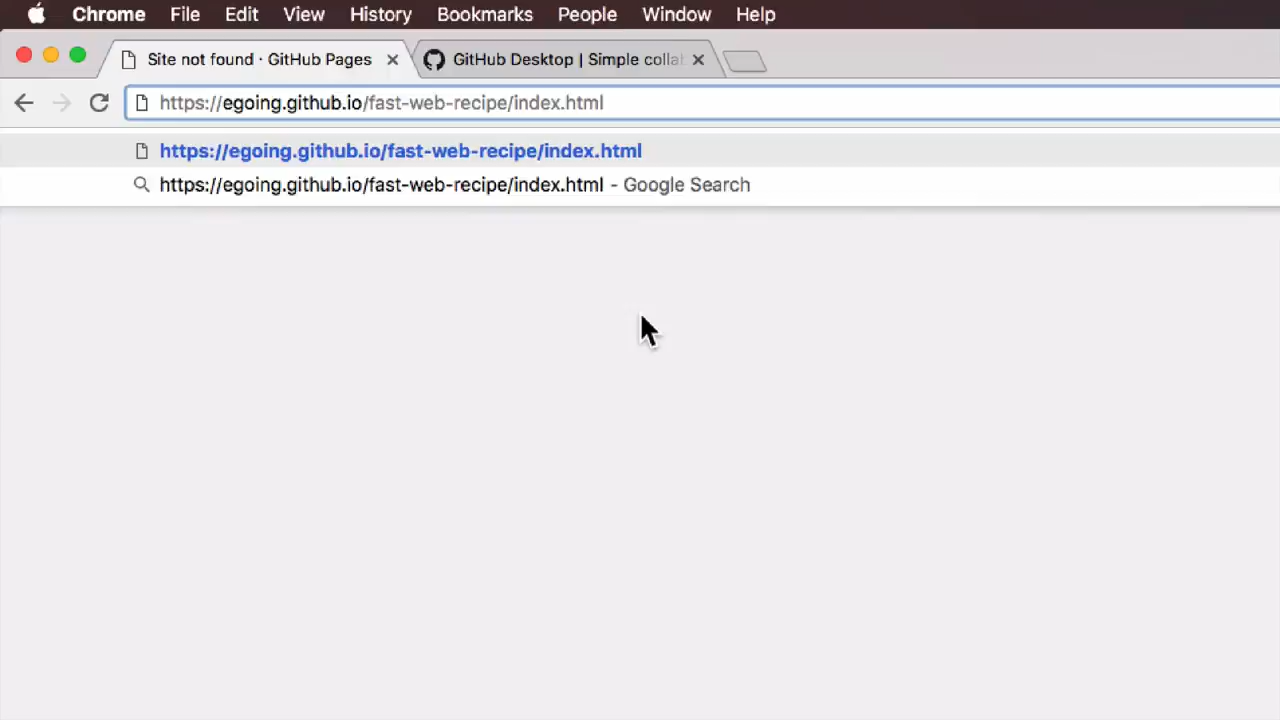 Chrome File Edit View History Bookmarks People Window Help
Site not found · GitHub Pages GitHub Desktop | Simple colla
https://egoing.github.io/fast-web-recipe/index.html
https://egoing.github.io/fast-web-recipe/index.html
https://egoing.github.io/fast-web-recipe/index.html - Google Search